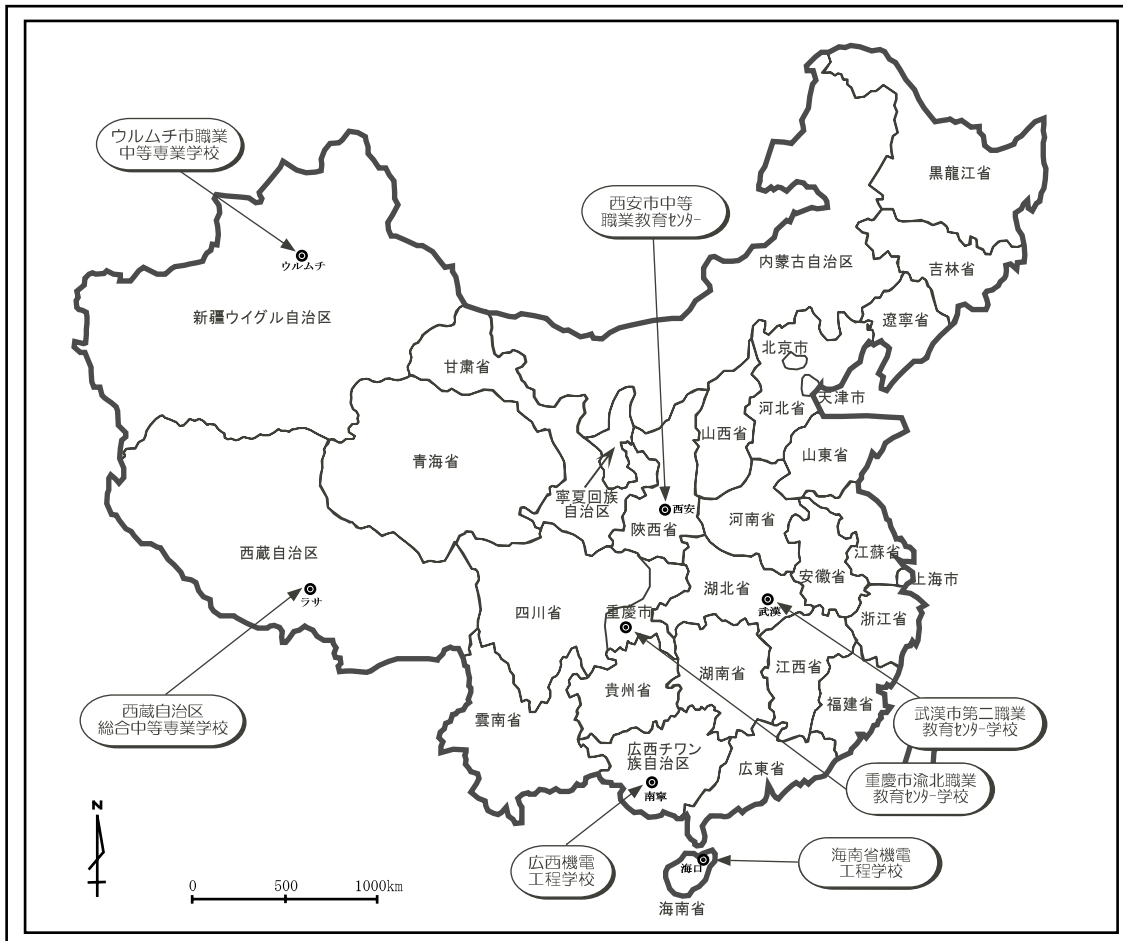 ウルムチ市職業
中等専業学校
西安市中等
職業教育センター
黒龍江省
内蒙古自治区
吉林省
遼寧省
ウルムチ
新疆ウイグル自治区
北京市
甘粛省
天津市
河北省
山西省
山東省
青海省
寧夏回族
自治区
西安
陝西省
河南省
江蘇省
西蔵自治区
安徽省
上海市
ラサ
湖北省
武漢
四川省
重慶市
浙江省
江西省
湖南省
貴州省
福建省
雲南省
西蔵自治区
総合中等専業学校
武漢市第二職業
教育センター学校
広西チワン
族自治区
広東省
南寧
重慶市渝北職業
教育センター学校
N
広西機電
工程学校
海南省機電
工程学校
海口
0 500 1000km
海南省